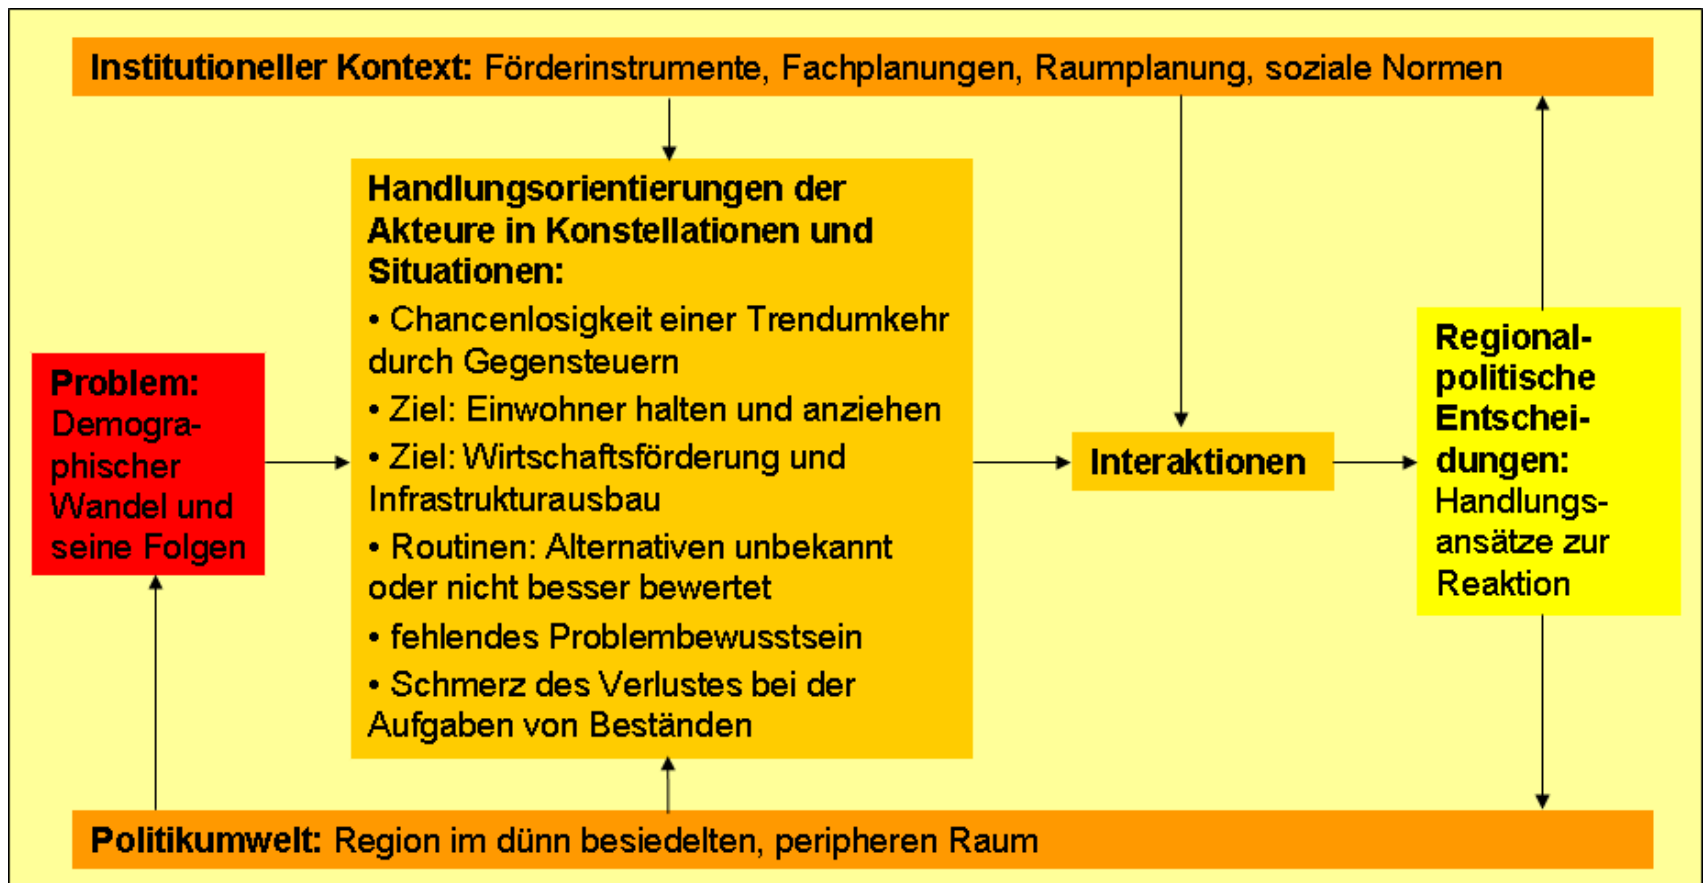 Institutioneller Kontext: Förderinstrumente, Fachplanungen, Raumplanung, soziale Normen
Problem:
Demogra-
phischer
Wandel und
seine Folgen
Handlungsorientierungen der
Akteure in Konstellationen und
Situationen:
• Chancenlosigkeit einer Trendumkehr
durch Gegensteuern
• Ziel: Einwohner halten und anziehen
• Ziel: Wirtschaftsförderung und
Infrastrukturausbau
• Routinen: Alternativen unbekannt
oder nicht besser bewertet
• fehlendes Problembewusstsein
• Schmerz des Verlustes bei der
Aufgaben von Beständen
Interaktionen
Regional-
politische
Entschei-
dungen:
Handlungs-
ansätze zur
Reaktion
Politikumwelt: Region im dünn besiedelten, peripheren Raum